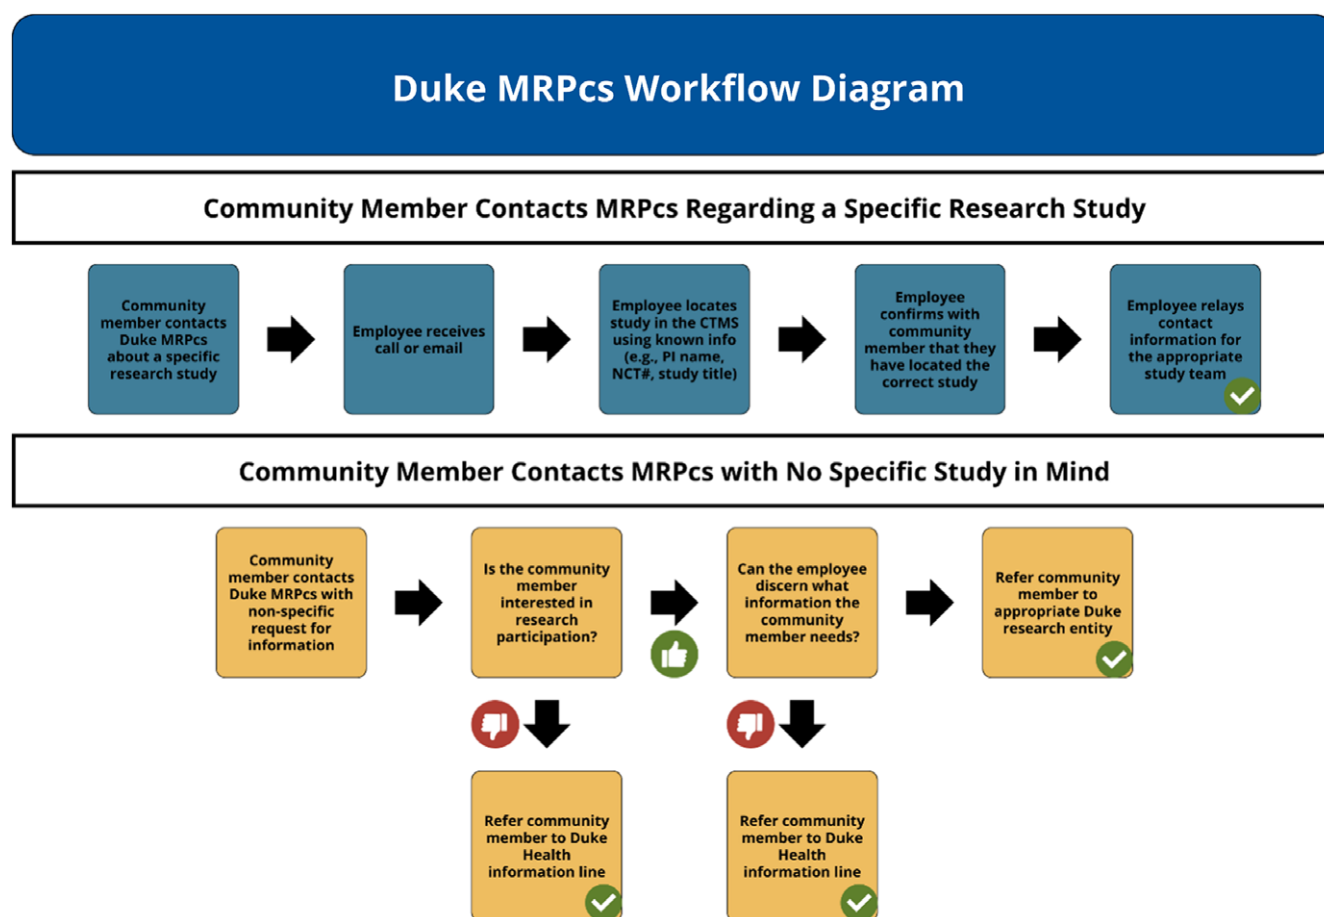 Duke MRPcs Workflow Diagram
Community Member Contacts MRPcs Regarding a Specific Research Study
Community
member contacts
Duke MRPcs
about a specific
research study
Employee receives
call or email
Employee locates
study in the CTMS
using known info
(e.g., PI name,
NCT#, study title)
Employee
confirms with
community
member that they
have located the
correct study
Employee relays
contact
information for
the appropriate
study team
Community Member Contacts MRPcs with No Specific Study in Mind
Community
member contacts
Duke MRPcs with
non-specific
request for
information
Is the community
member
interested in
research
participation?
Can the employee
discern what
information the
community
member needs?
Refer community
member to
appropriate Duke
research entity
Refer community
member to Duke
Health
information line
Refer community
member to Duke
Health
information line